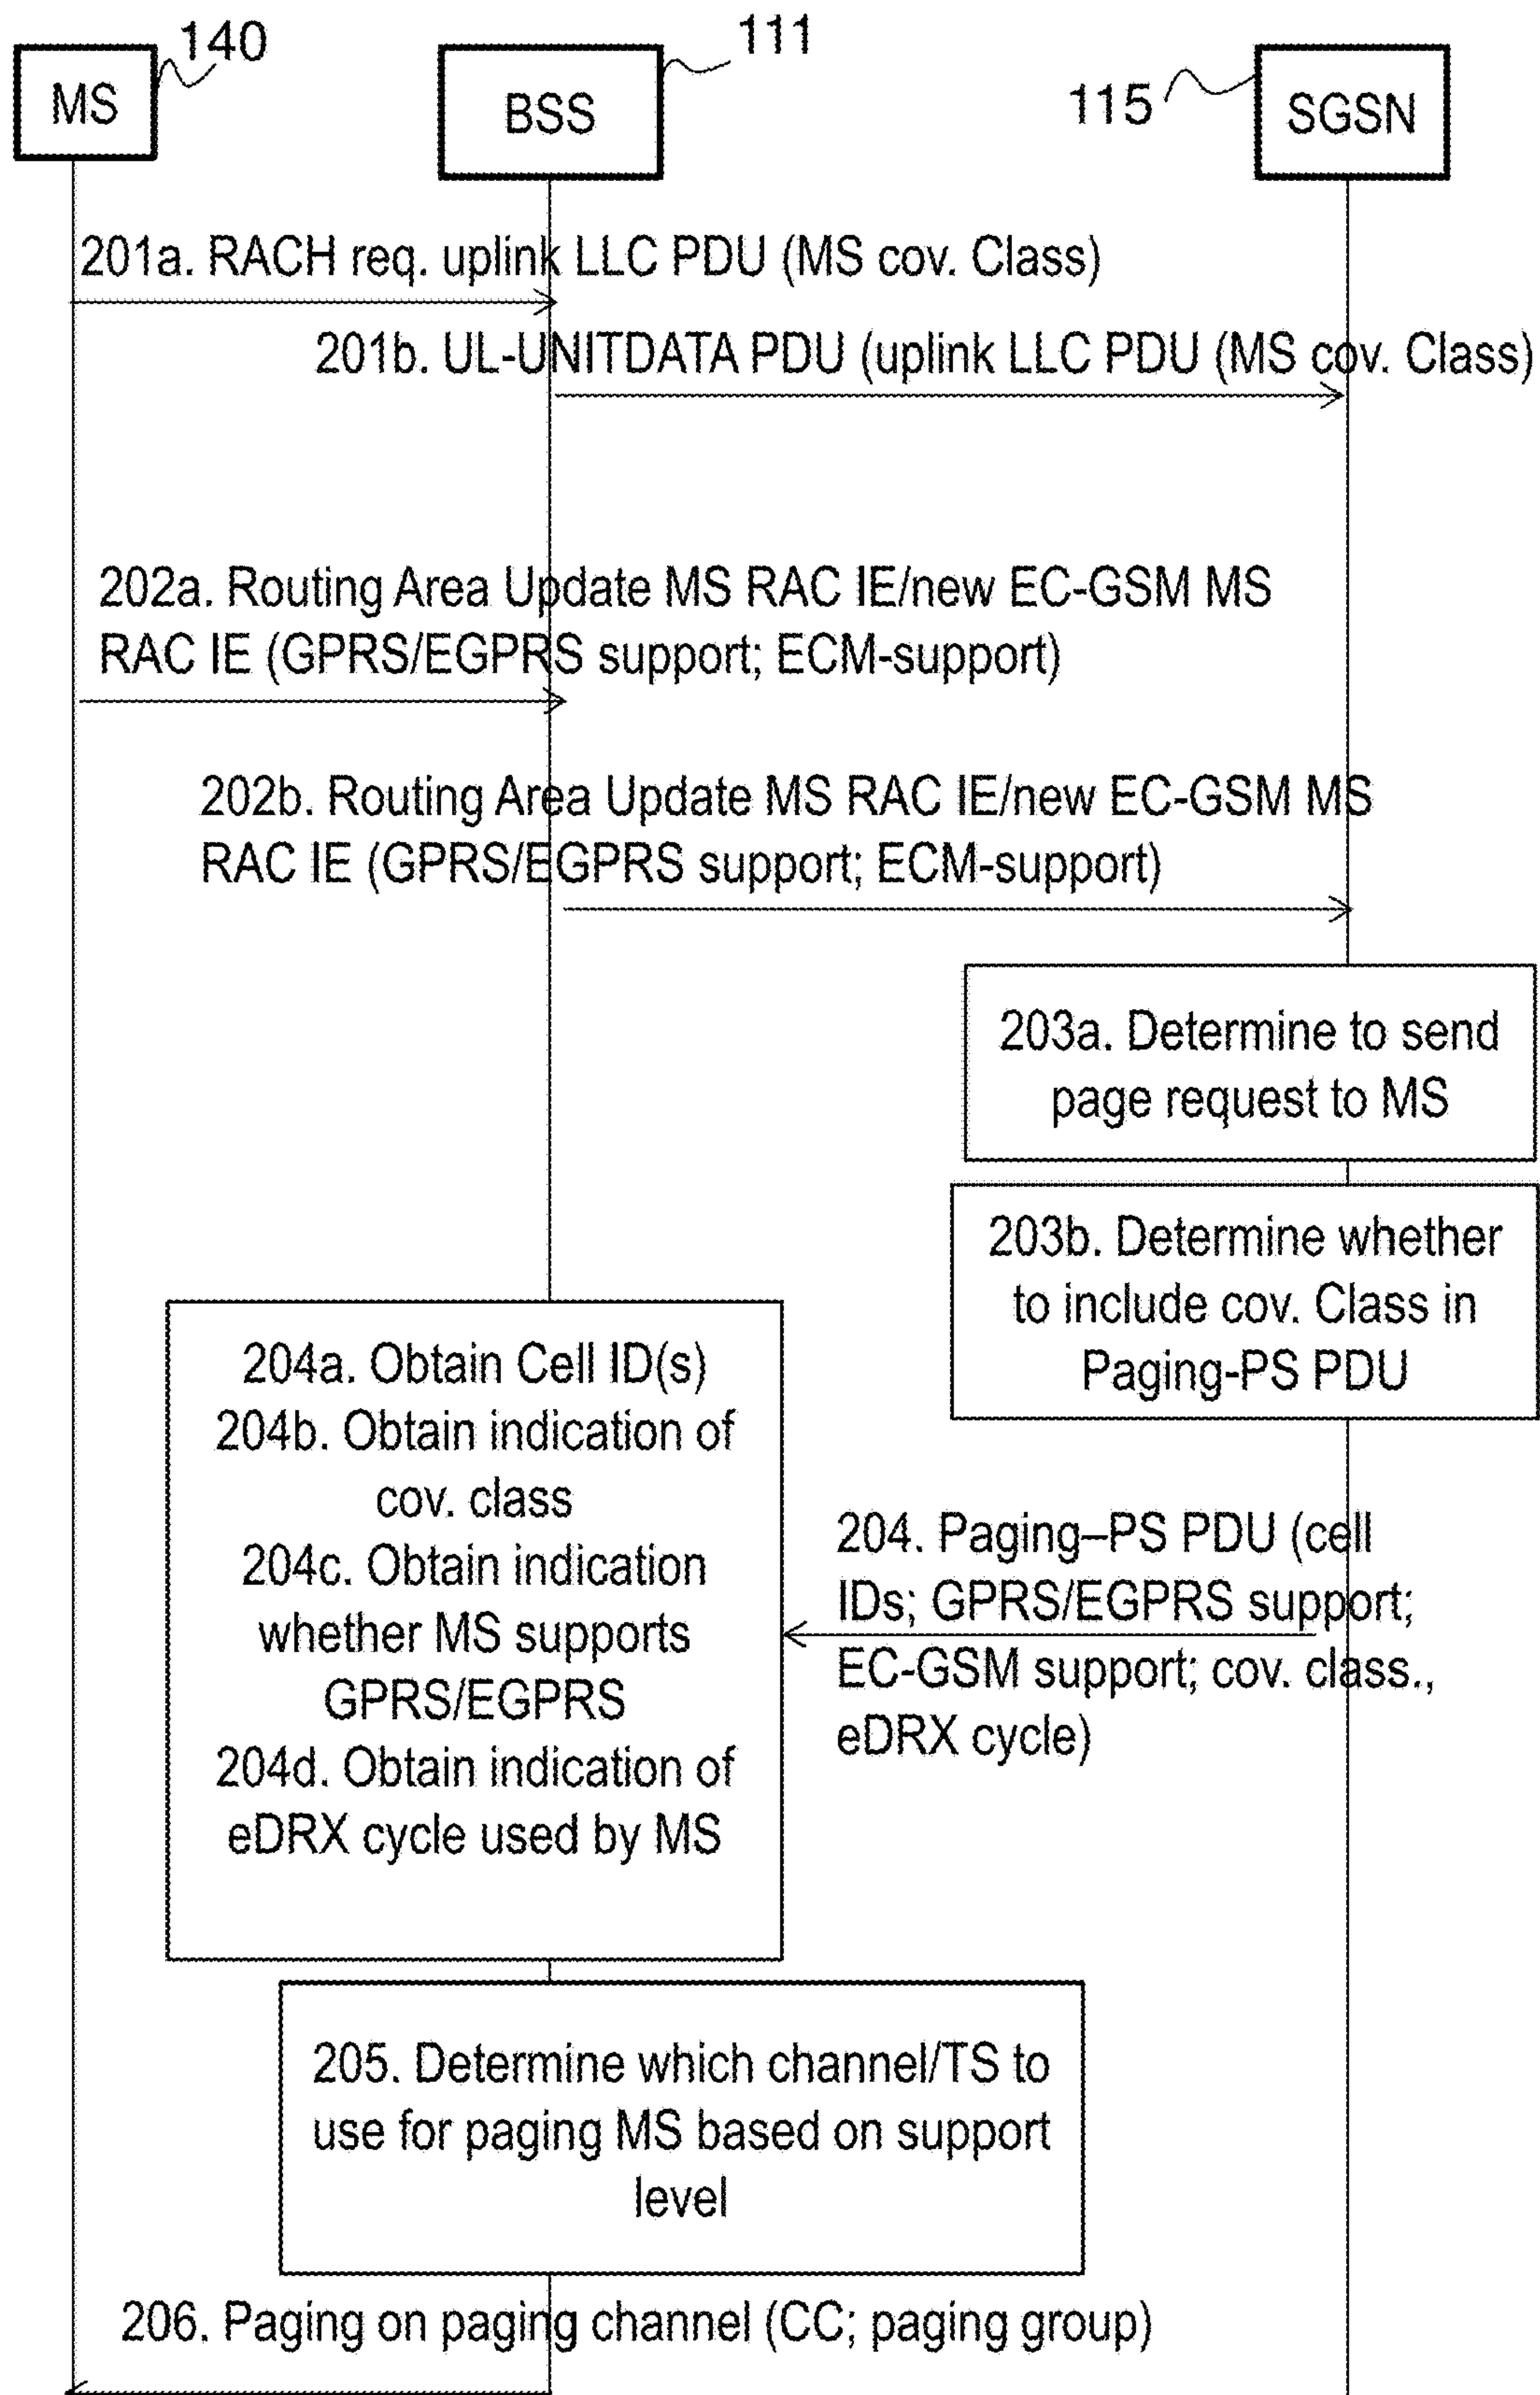 140
111
MS
BSS
115
SGSN
201a. RACH req. uplink LLC PDU (MS cov. Class)
201b. UL-UNITDATA PDU (uplink LLC PDU (MS cov. Class)
202a. Routing Area Update MS RAC IE/new EC-GSM MS
RAC IE (GPRS/EGPRS support; ECM-support)
202b. Routing Area Update MS RAC IE/new EC-GSM MS
RAC IE (GPRS/EGPRS support; ECM-support)
203a. Determine to send
page request to MS
203b. Determine whether
to include cov. Class in
Paging-PS PDU
204a. Obtain Cell ID(s)
204b. Obtain indication of
cov. class
204c. Obtain indication
whether MS supports
GPRS/EGPRS
204d. Obtain indication of
eDRX cycle used by MS
204. Paging–PS PDU (cell
IDs; GPRS/EGPRS support;
EC-GSM support; cov. class.,
eDRX cycle)
205. Determine which channel/TS to
use for paging MS based on support
level
206. Paging on paging channel (CC; paging group)